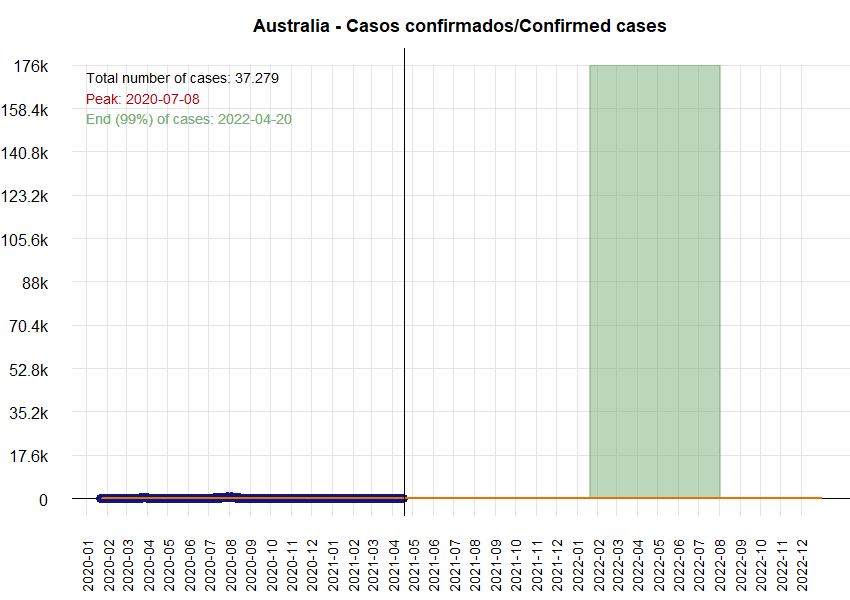 Australia - Casos confirmados/Confirmed cases
176k
158.4k
140.8k
123.2k
105.6k
88k
70.4k
52.8k
35.2k
17.6k
0
Total number of cases: 37.279
Peak: 2020-07-08
End (99%) of cases: 2022-04-20
2020-01
2020-02
2020-03
2020-04
2020-05
2020-06
2020-07
2020-08
2020-09
2020-10
2020-11
2020-12
2021-01
2021-02
2021-03
2021-04
2021-05
2021-06
2021-07
2021-08
2021-09
2021-10
2021-11
2021-12
2022-01
2022-02
2022-03
2022-04
2022-05
2022-06
2022-07
2022-08
2022-09
2022-10
2022-11
2022-12